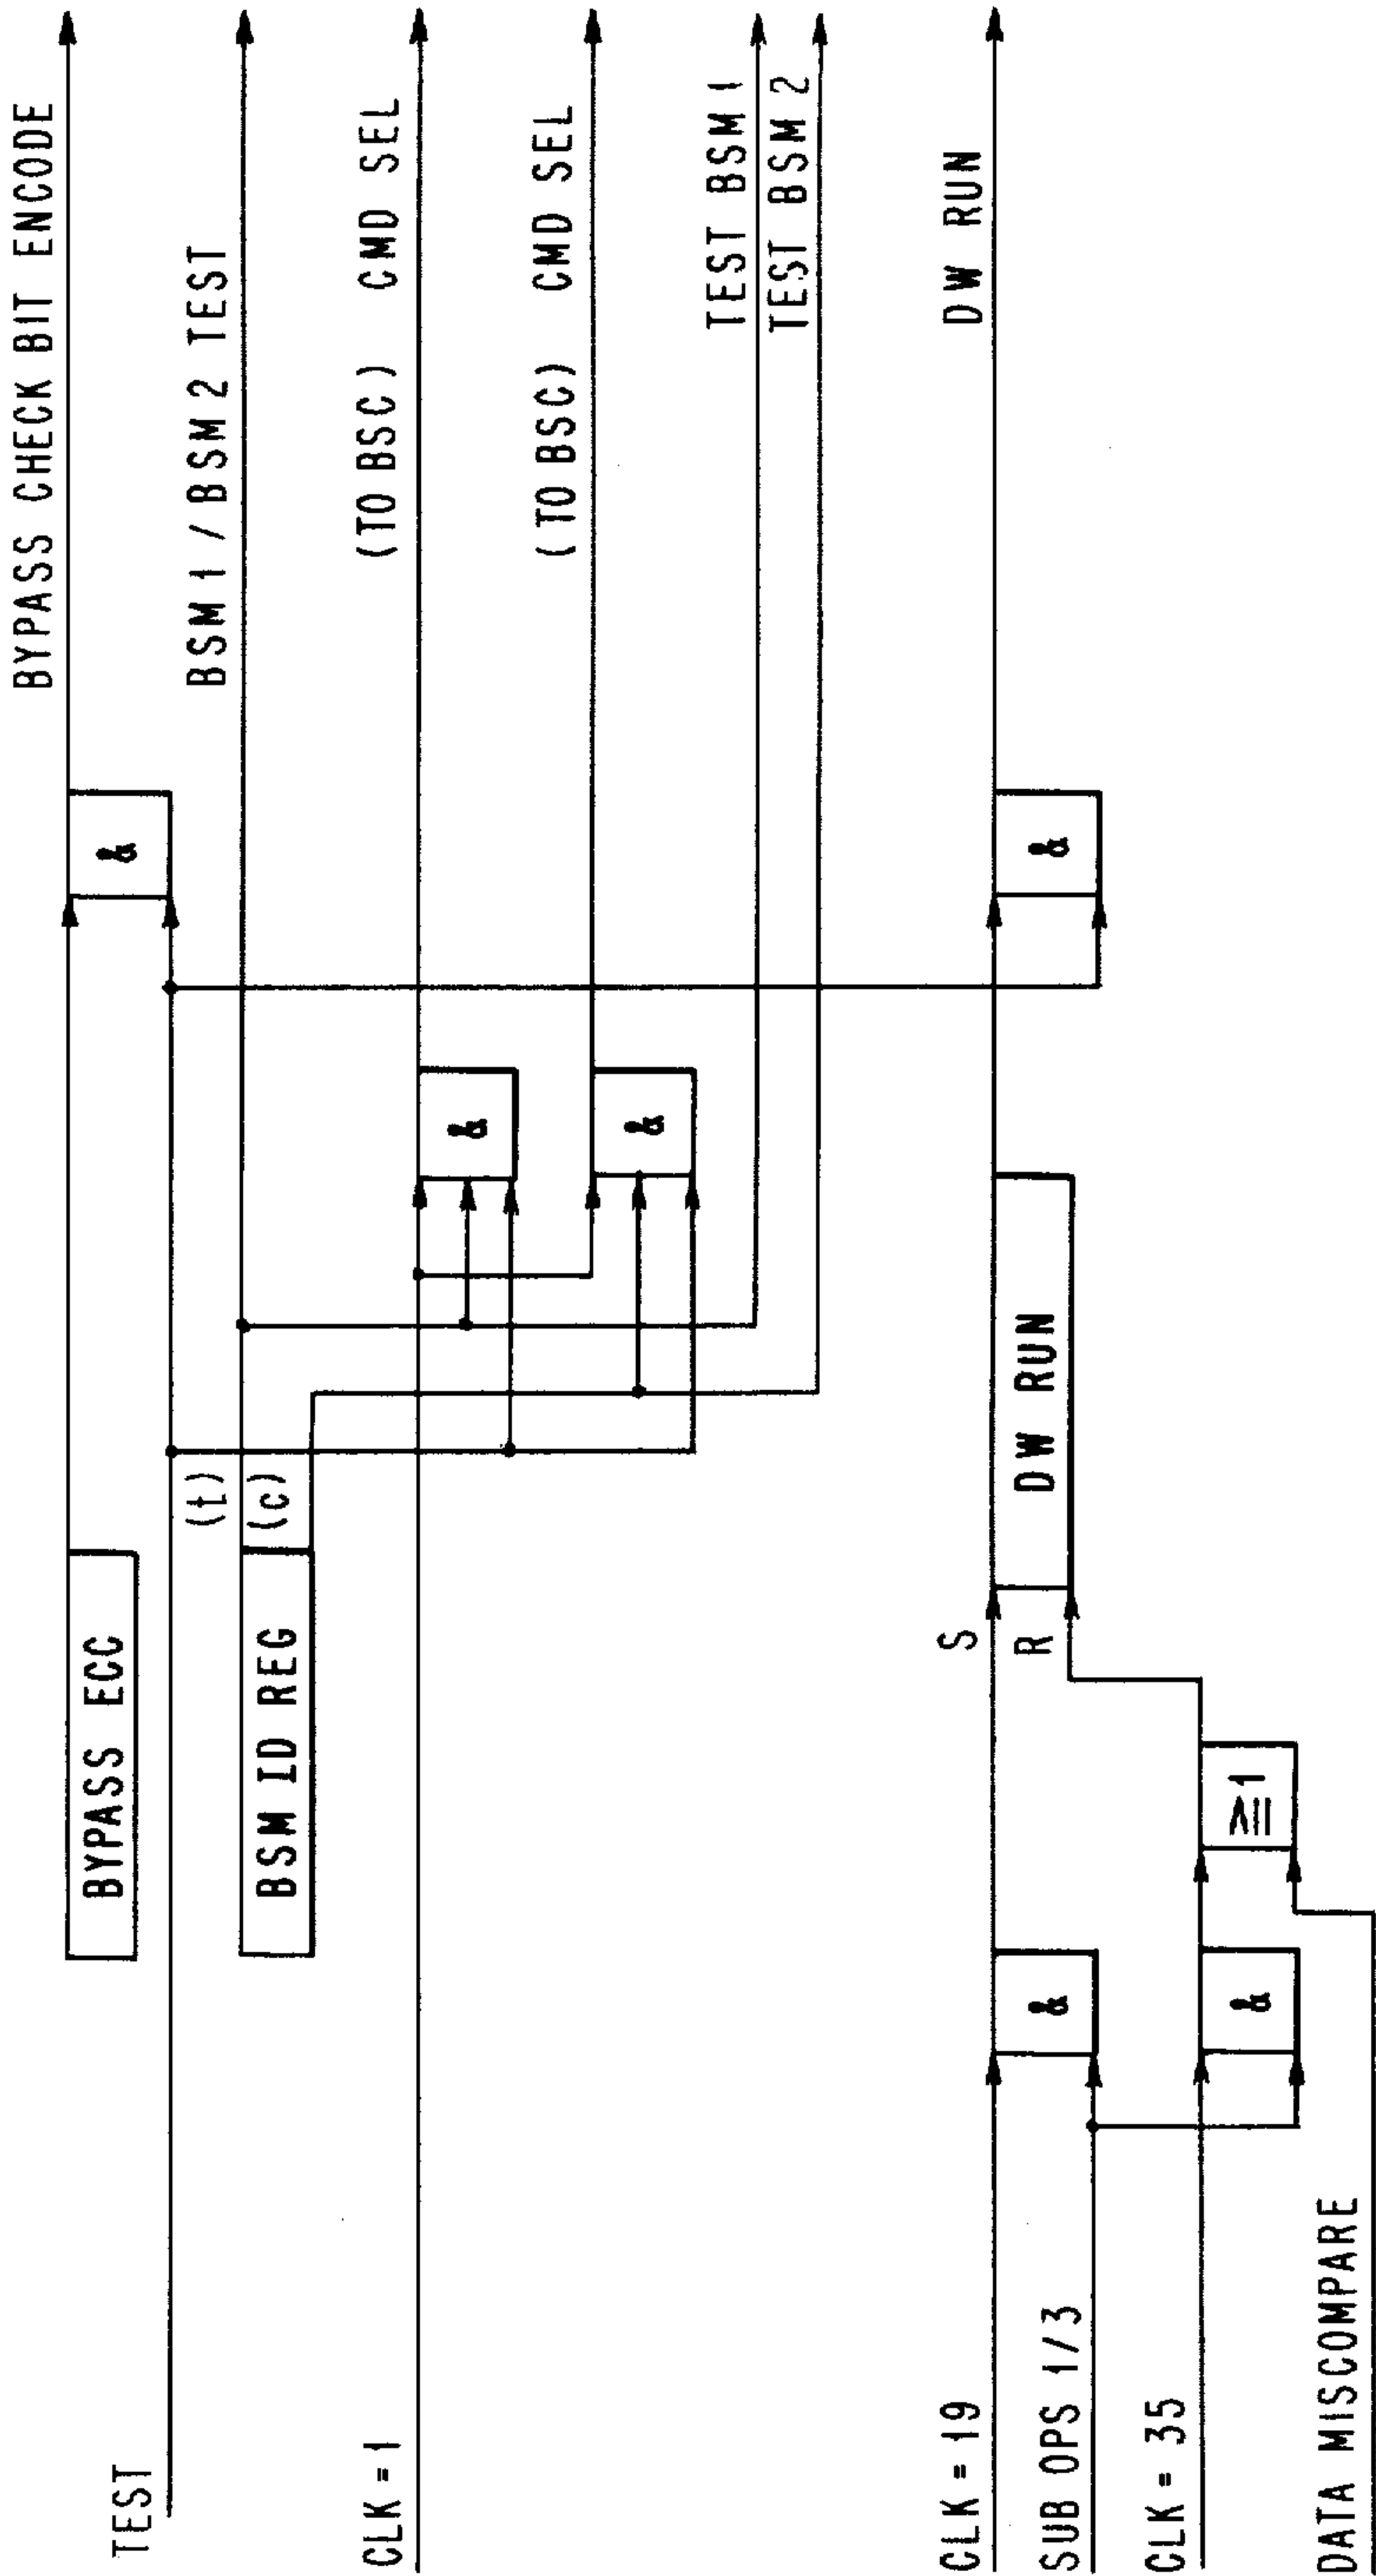 BYPASS CHECK BIT ENCODE
&
BYPASS ECC
TEST
BSM 1 / BSM 2 TEST
(t)
(c)
BSM ID REG
(TO BSC) CMD SEL
&
CLK = 1
(TO BSC) CMD SEL
&
TEST BSM 1
TEST BSM 2
DW RUN
&
DW RUN
S
R
&
CLK = 19
SUB OPS 1/3
≥1
&
CLK = 35
DATA MISCOMPARE